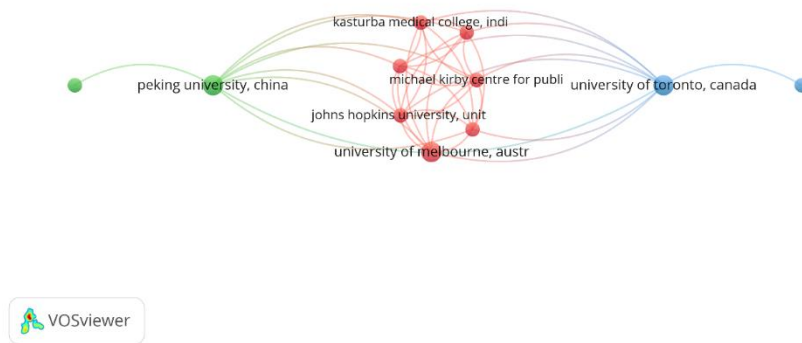 kasturba medical college, indi
michael kirby centre for publi
peking university, china
university of toronto, canada
johns hopkins university, unit
university of melbourne, austr
VOSviewer